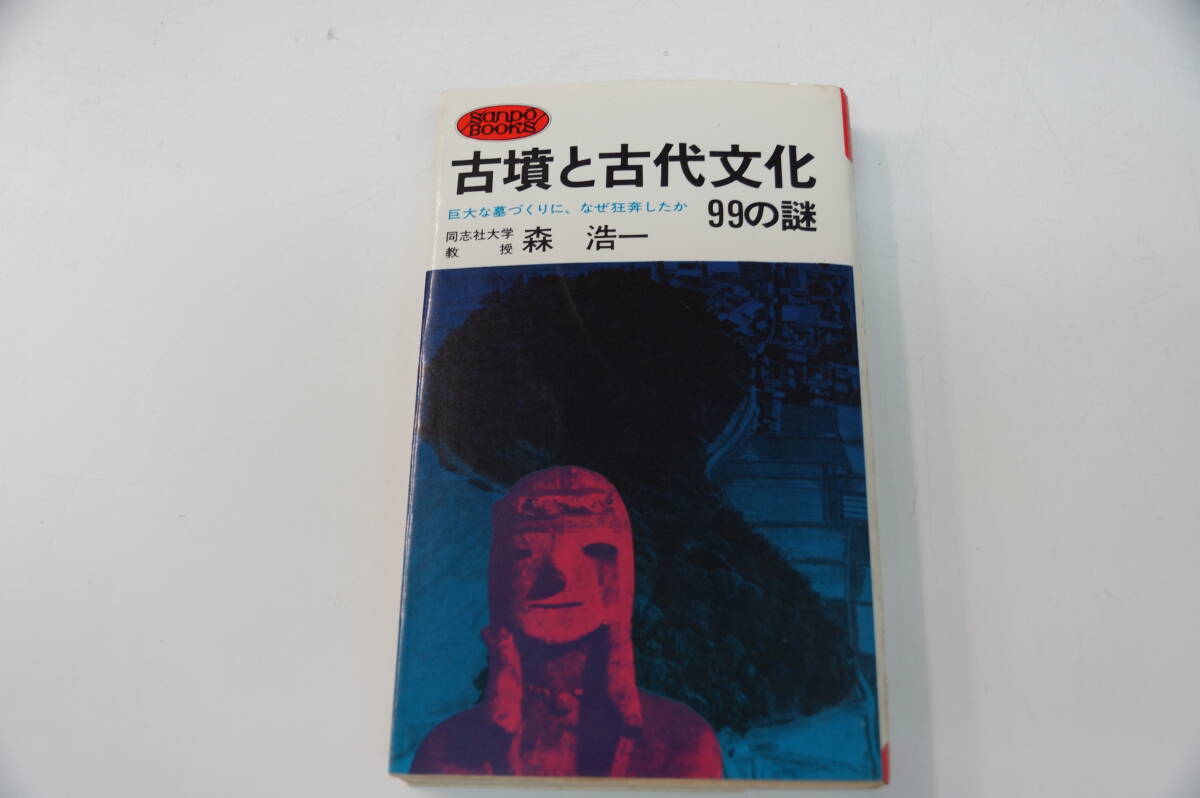 Sanpō
Books
古墳と古代文化
99の謎
巨大な墓づくりに、なぜ狂奔したか
同志社大学
教授
森 浩一